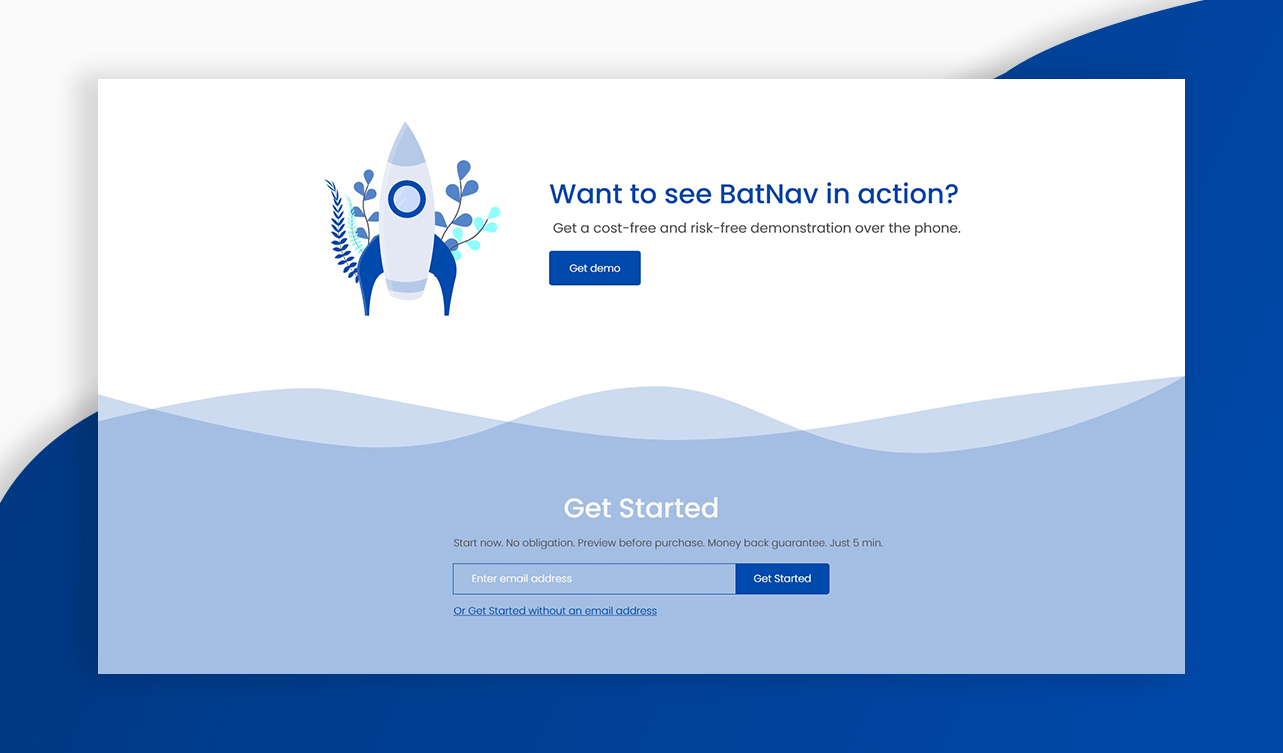 Want to see BatNav in action?
Get a cost-free and risk-free demonstration over the phone.
Get demo
Get Started
Start now. No obligation. Preview before purchase. Money back guarantee. Just 5 min.
Enter email address
Get Started
Or Get Started without an email address